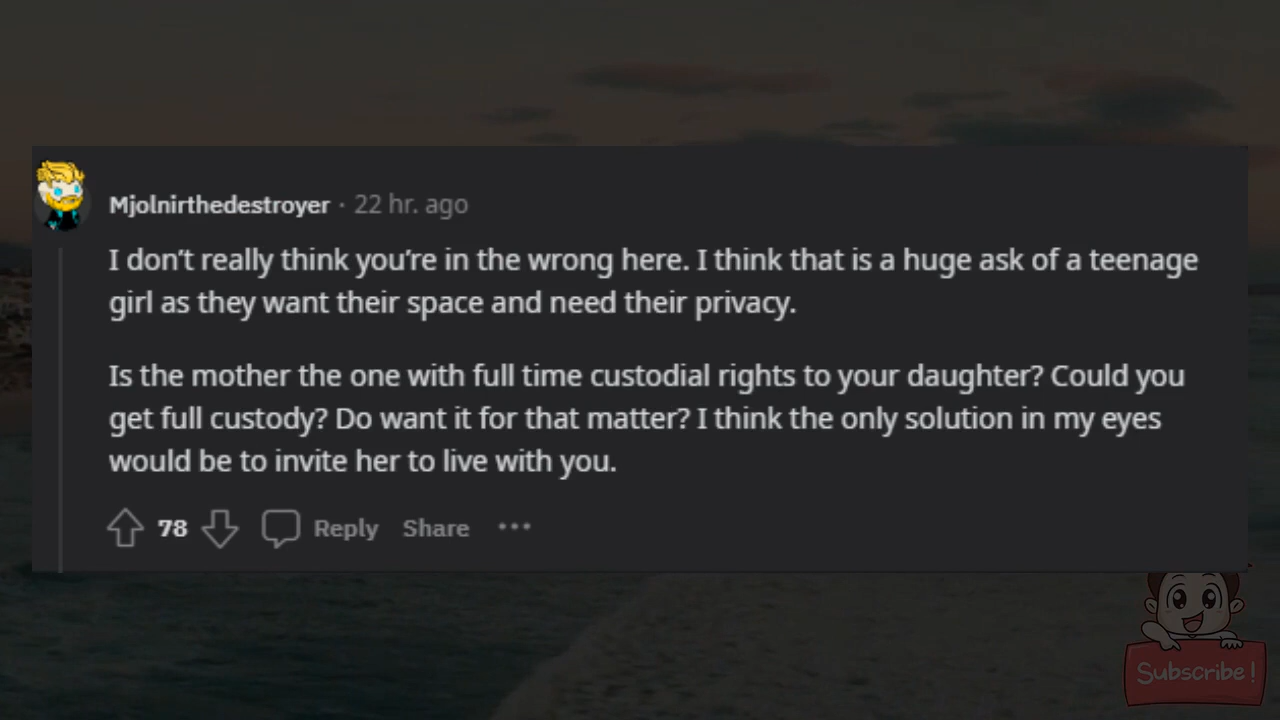 Mjolnirthedestroyer · 22 hr. ago
I don't really think you're in the wrong here. I think that is a huge ask of a teenage
girl as they want their space and need their privacy.
Is the mother the one with full time custodial rights to your daughter? Could you
get full custody? Do want it for that matter? I think the only solution in my eyes
would be to invite her to live with you.
78 Reply Share ···
Subscribe!